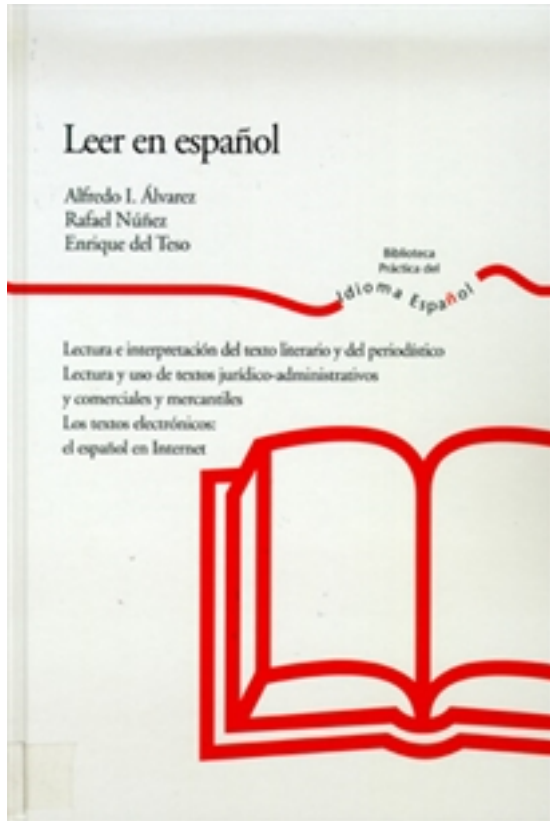 Leer en español
Alfredo I. Álvarez
Rafael Núñez
Enrique del Teso
Biblioteca
Práctica del
Idioma Español
Lectura e interpretación del texto literario y del periodístico
Lectura y uso de textos jurídico-administrativos
y comerciales y mercantiles
Los textos electrónicos:
el español en Internet